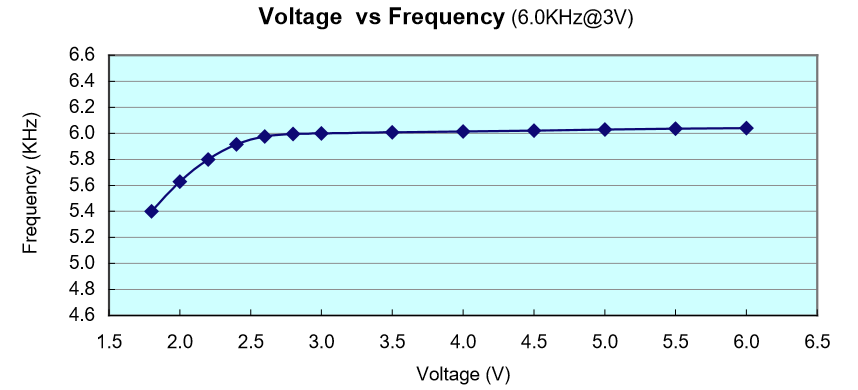 Voltage vs Frequency (6.0KHz@3V)
6.6
6.4
6.2
6.0
5.8
5.6
5.4
5.2
5.0
4.8
4.6
Frequency (KHz)
1.5 2.0 2.5 3.0 3.5 4.0 4.5 5.0 5.5 6.0 6.5
Voltage (V)